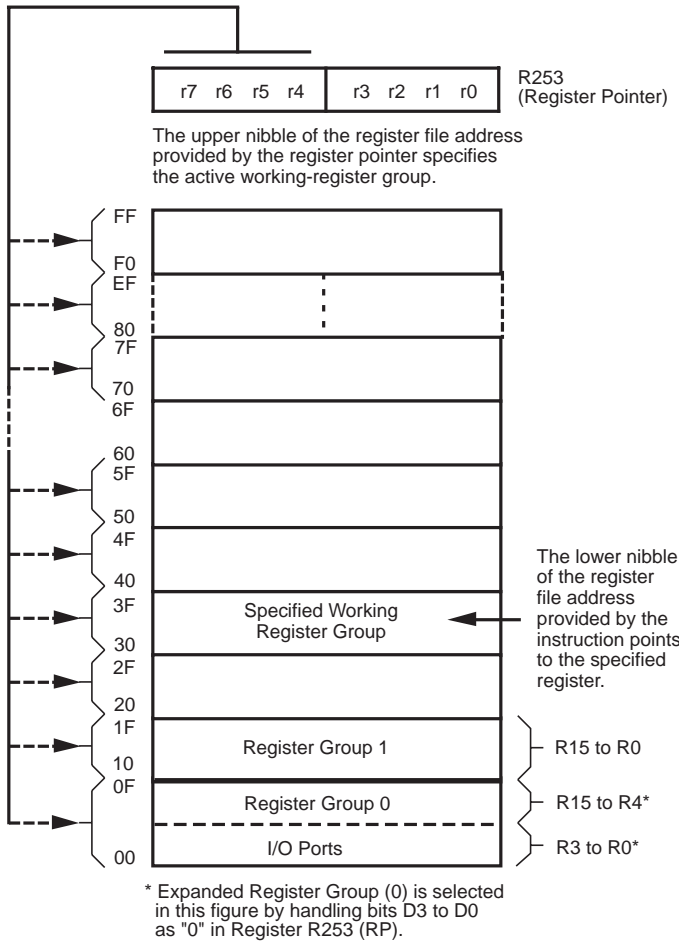 r7 r6 r5 r4 r3 r2 r1 r0
R253
(Register Pointer)
The upper nibble of the register file address
provided by the register pointer specifies
the active working-register group.
FF
F0
EF
80
7F
70
6F
60
5F
50
4F
40
3F
Specified Working
Register Group
30
The lower nibble
of the register
file address
provided by the
instruction points
to the specified
register.
2F
20
1F
Register Group 1
R15 to R0
10
0F
Register Group 0
R15 to R4*
I/O Ports
R3 to R0*
00
* Expanded Register Group (0) is selected
in this figure by handling bits D3 to D0
as "0" in Register R253 (RP).